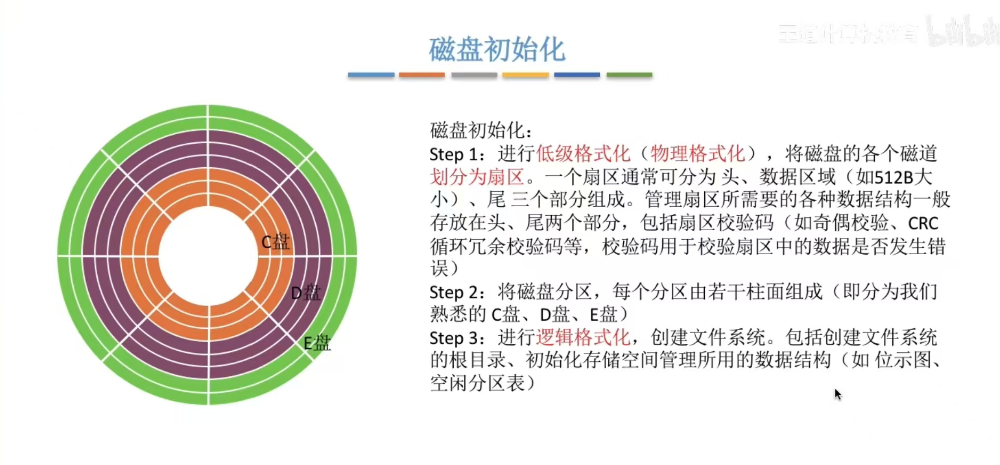 磁盘初始化
磁盘初始化：
Step 1：进行低级格式化（物理格式化），将磁盘的各个磁道
划分为扇区。一个扇区通常可分为 头、数据区域（如512B大
小）、尾 三个部分组成。管理扇区所需要的各种数据结构一般
存放在头、尾两个部分，包括扇区校验码（如奇偶校验、CRC
循环冗余校验码等，校验码用于校验扇区中的数据是否发生错
误）
Step 2：将磁盘分区，每个分区由若干柱面组成（即分为我们
熟悉的 C盘、D盘、E盘）
Step 3：进行逻辑格式化，创建文件系统。包括创建文件系统
的根目录、初始化存储空间管理所用的数据结构（如 位示图、
空闲分区表）
C盘
D盘
E盘